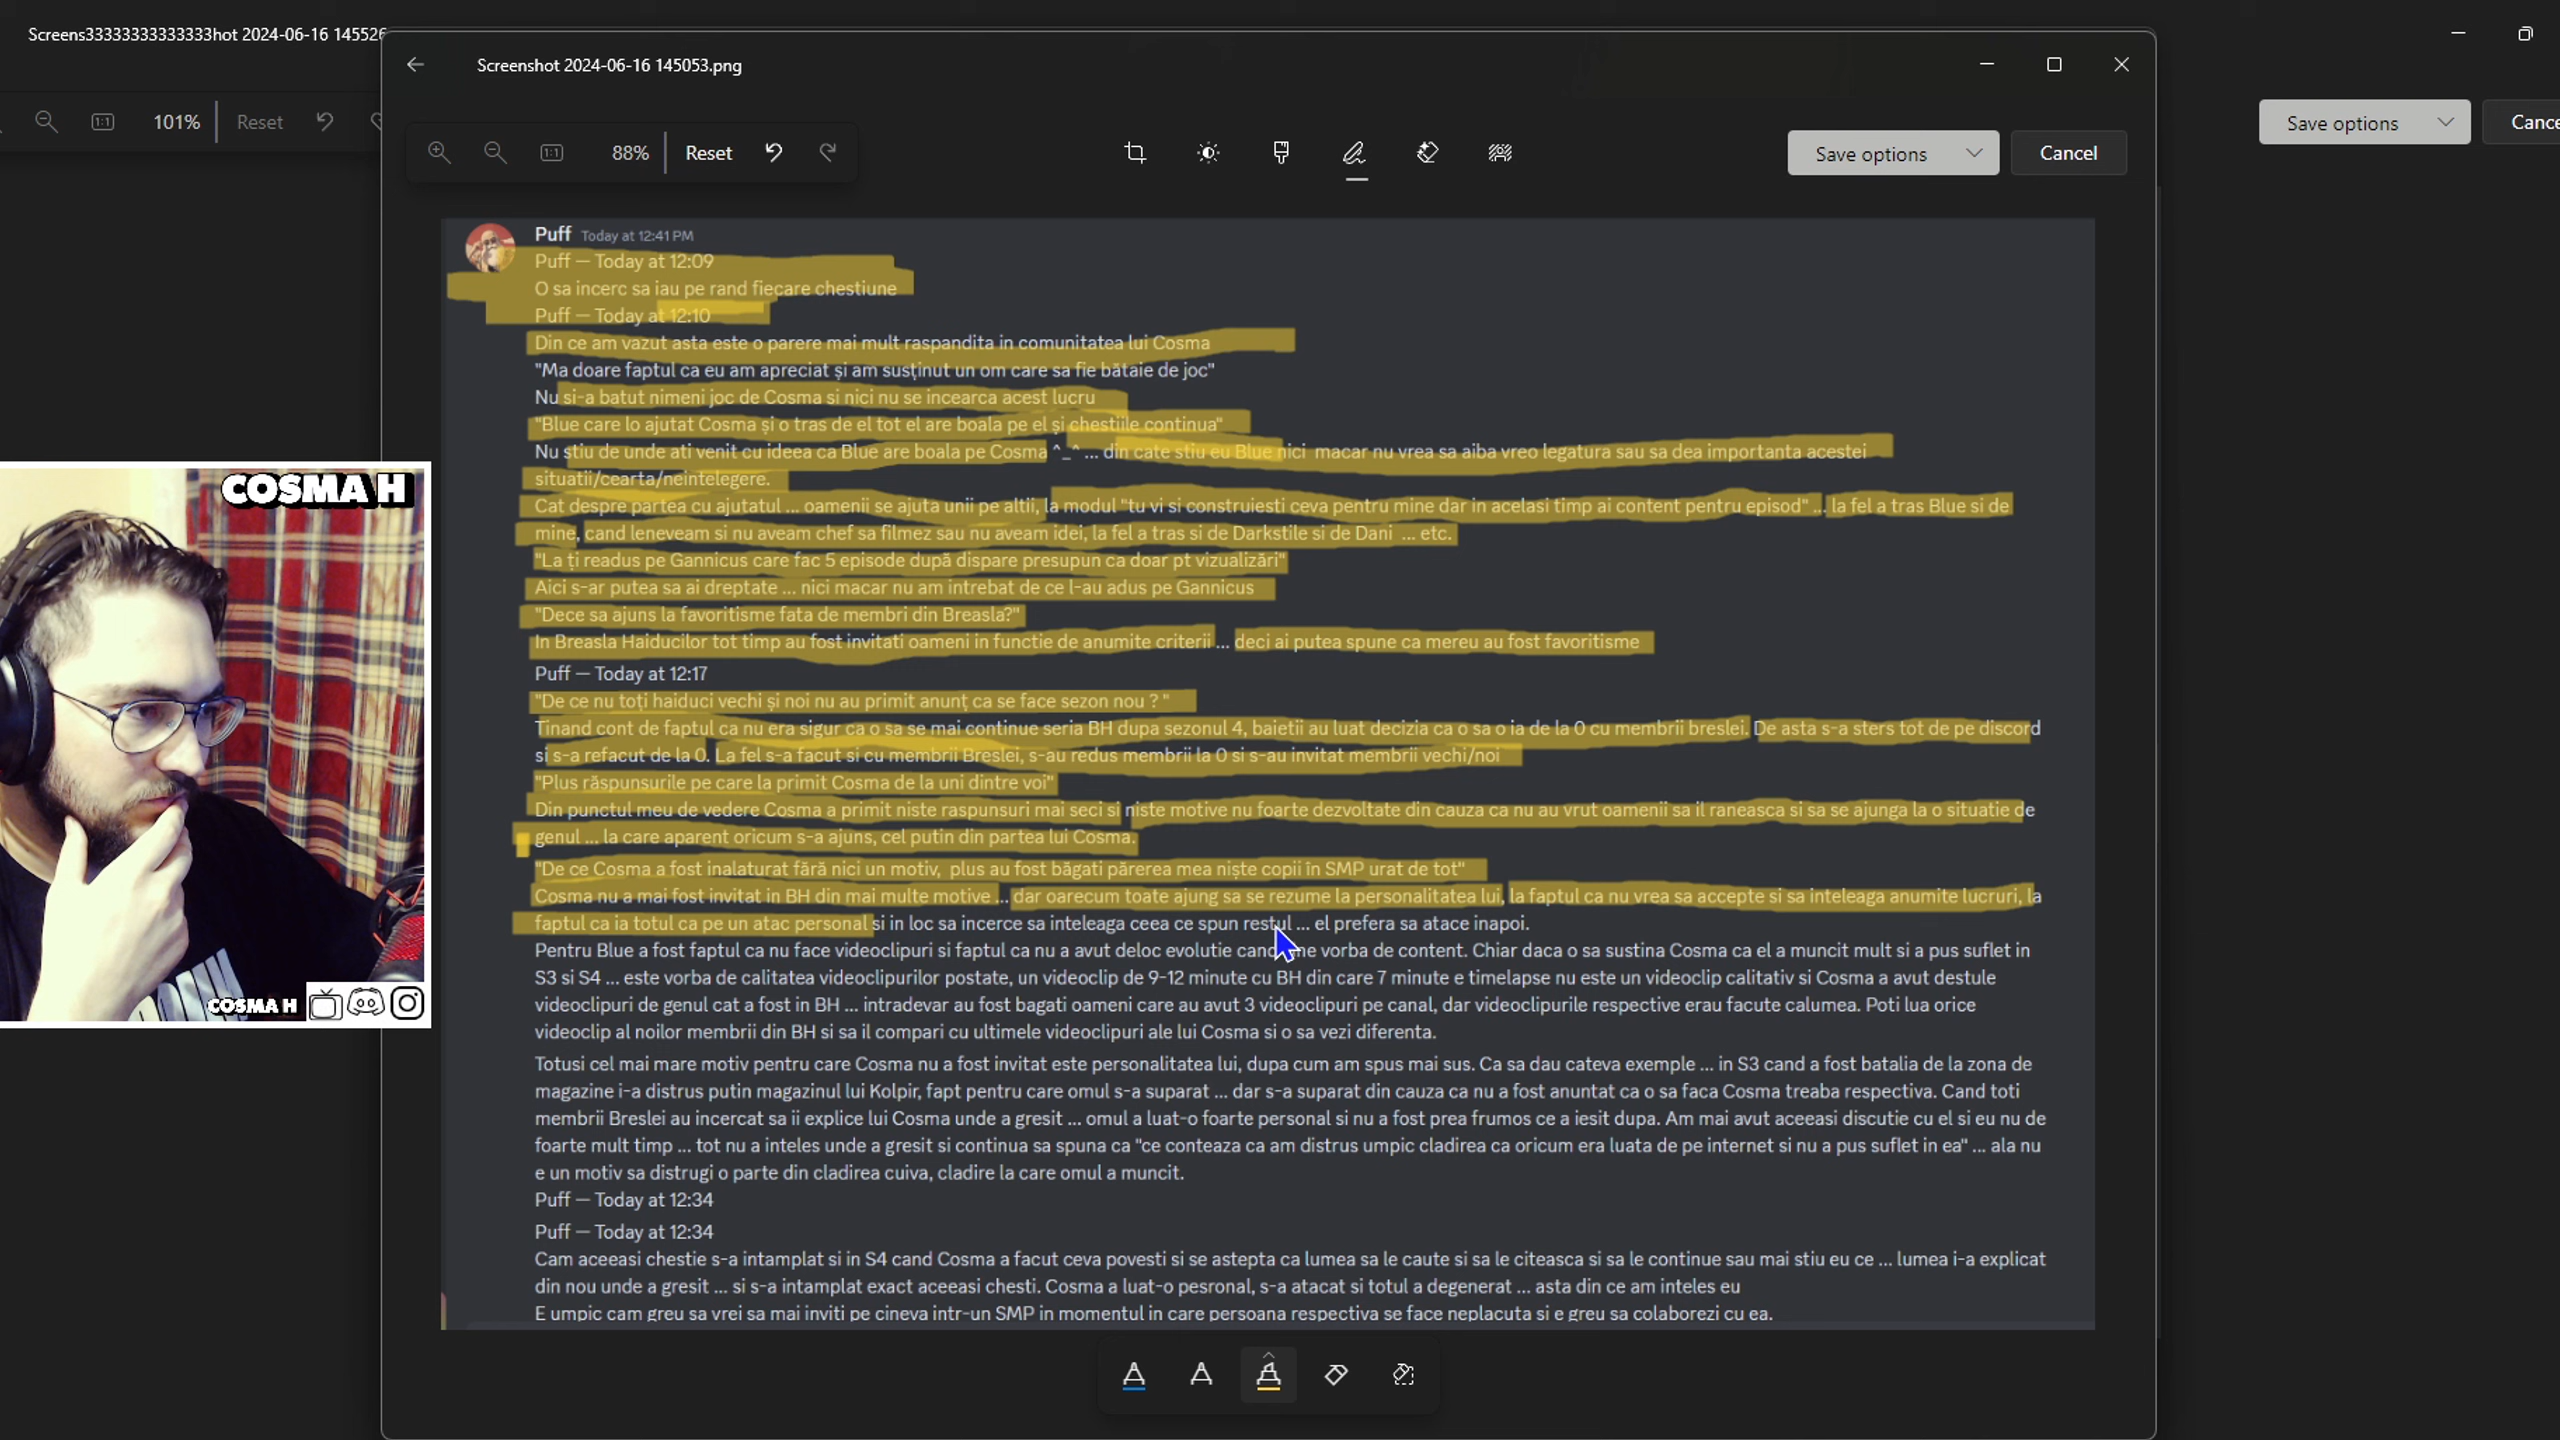 Screens33333333333333hot 2024-06-16 145526
Screenshot 2024-06-16 145053.png
101%
Reset
Save options
88%
Reset
Save options
Cancel
Puff Today at 12:41 PM
Puff — Today at 12:09
O sa incerc sa iau pe rand fiecare chestiune
Puff — Today at 12:10
Din ce am vazut asta este o parere mai mult raspandita in comunitatea lui Cosma
"Ma doare faptul ca eu am apreciat și am susținut un om care sa fie bătaie de joc"
Nu si-a batut nimeni joc de Cosma si nici nu se incearca acest lucru
"Blue care lo ajutat Cosma și o tras de el tot el are boala pe el și chestiile continua"
Nu stiu de unde ati venit cu ideea ca Blue are boala pe Cosma ^_^ ... din cate stiu eu Blue nici macar nu vrea sa aiba vreo legatura sau sa dea importanta acestei
situatii/cearta/neintelegere.
Cat despre partea cu ajutatul ... oamenii se ajuta unii pe altii, la modul "tu vi si construiesti ceva pentru mine dar in acelasi timp ai content pentru episod" ... la fel a tras Blue si de
mine, cand leneveam si nu aveam chef sa filmez sau nu aveam idei, la fel a tras si de Darkstile si de Dani ... etc.
"La ți readus pe Gannicus care fac 5 episode după dispare presupun ca doar pt vizualizări"
Aici s-ar putea sa ai dreptate ... nici macar nu am intrebat de ce l-au adus pe Gannicus
"Dece sa ajuns la favoritisme fata de membri din Breasla?"
In Breasla Haiducilor tot timp au fost invitati oameni in functie de anumite criterii ... deci ai putea spune ca mereu au fost favoritisme
Puff — Today at 12:17
"De ce nu toți haiduci vechi și noi nu au primit anunț ca se face sezon nou ? "
Tinand cont de faptul ca nu era sigur ca o sa se mai continue seria BH dupa sezonul 4, baietii au luat decizia ca o sa o ia de la 0 cu membrii breslei. De asta s-a sters tot de pe discord
si s-a refacut de la 0. La fel s-a facut si cu membrii Breslei, s-au redus membrii la 0 si s-au invitat membrii vechi/noi
"Plus răspunsurile pe care la primit Cosma de la uni dintre voi"
Din punctul meu de vedere Cosma a primit niste raspunsuri mai seci si niste motive nu foarte dezvoltate din cauza ca nu au vrut oamenii sa il raneasca si sa se ajunga la o situatie de
genul ... la care aparent oricum s-a ajuns, cel putin din partea lui Cosma.
"De ce Cosma a fost inalaturat fără nici un motiv, plus au fost băgati părerea mea niște copii în SMP urat de tot"
Cosma nu a mai fost invitat in BH din mai multe motive ... dar oarecum toate ajung sa se rezume la personalitatea lui, la faptul ca nu vrea sa accepte si sa inteleaga anumite lucruri, la
faptul ca ia totul ca pe un atac personal si in loc sa incerce sa inteleaga ceea ce spun restul ... el prefera sa atace inapoi.
Pentru Blue a fost faptul ca nu face videoclipuri si faptul ca nu a avut deloc evolutie cand vorba de content. Chiar daca o sa sustina Cosma ca el a muncit mult si a pus suflet in
S3 si S4 ... este vorba de calitatea videoclipurilor postate, un videoclip de 9-12 minute cu BH din care 7 minute e timelapse nu este un videoclip calitativ si Cosma a avut destule
videoclipuri de genul cat a fost in BH ... intradevar au fost bagati oameni care au avut 3 videoclipuri pe canal, dar videoclipurile respective erau facute calumea. Poti lua orice
videoclip al noilor membrii din BH si sa il compari cu ultimele videoclipuri ale lui Cosma si o sa vezi diferenta.
Totusi cel mai mare motiv pentru care Cosma nu a fost invitat este personalitatea lui, dupa cum am spus mai sus. Ca sa dau cateva exemple ... in S3 cand a fost batalia de la zona de
magazine i-a distrus putin magazinul lui Kolpir, fapt pentru care omul s-a suparat ... dar s-a suparat din cauza ca nu a fost anuntat ca o sa faca Cosma treaba respectiva. Cand toti
membrii Breslei au incercat sa ii explice lui Cosma unde a gresit ... omul a luat-o foarte personal si nu a fost prea frumos ce a iesit dupa. Am mai avut aceeasi discutie cu el si eu nu de
foarte mult timp ... tot nu a inteles unde a gresit si continua sa spuna ca "ce conteaza ca am distrus umpic cladirea ca oricum era luata de pe internet si nu a pus suflet in ea" ... ala nu
e un motiv sa distrugi o parte din cladirea cuiva, cladire la care omul a muncit.
Puff — Today at 12:34
Puff — Today at 12:34
Cam aceeasi chestie s-a intamplat si in S4 cand Cosma a facut ceva povesti si se astepta ca lumea sa le caute si sa le citeasca si sa le continue sau mai stiu eu ce ... lumea i-a explicat
din nou unde a gresit ... si s-a intamplat exact aceeasi chesti. Cosma a luat-o pesronal, s-a atacat si totul a degenerat ... asta din ce am inteles eu
E umpic cam greu sa vrei sa mai inviti pe cineva intr-un SMP in momentul in care persoana respectiva se face neplacuta si e greu sa colaborezi cu ea.
COSMA H
COSMA H